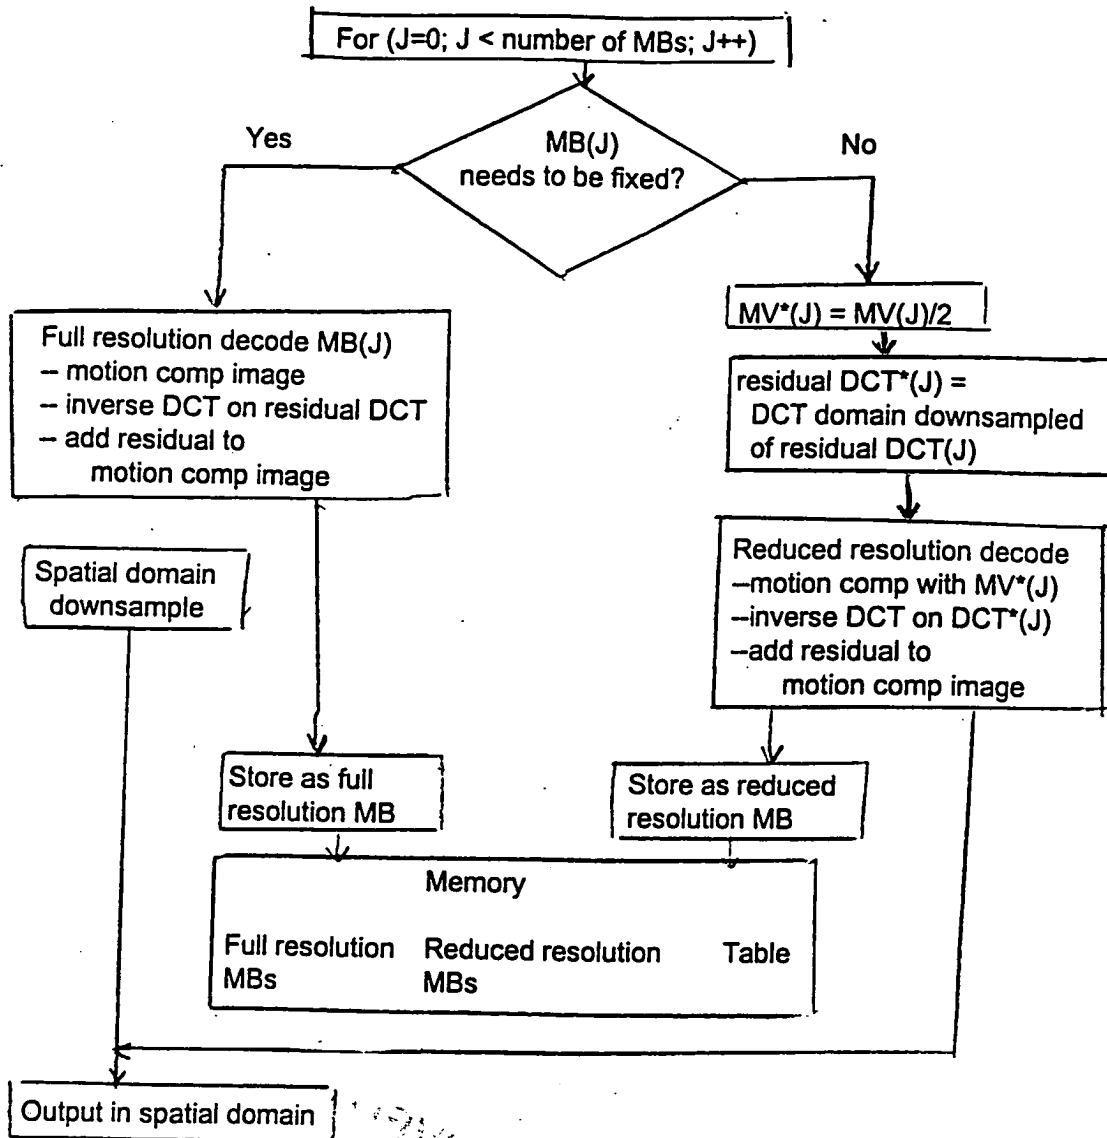 For (J=0; J < number of MBs; J++)
Yes
MB(J)
needs to be fixed?
No
Full resolution decode MB(J)
– motion comp image
– inverse DCT on residual DCT
– add residual to
motion comp image
MV*(J) = MV(J)/2
residual DCT*(J) =
DCT domain downsampled
of residual DCT(J)
Spatial domain
downsample
Reduced resolution decode
–motion comp with MV*(J)
–inverse DCT on DCT*(J)
–add residual to
motion comp image
Store as full
resolution MB
Store as reduced
resolution MB
Memory
Full resolution
MBs
Reduced resolution
MBs
Table
Output in spatial domain